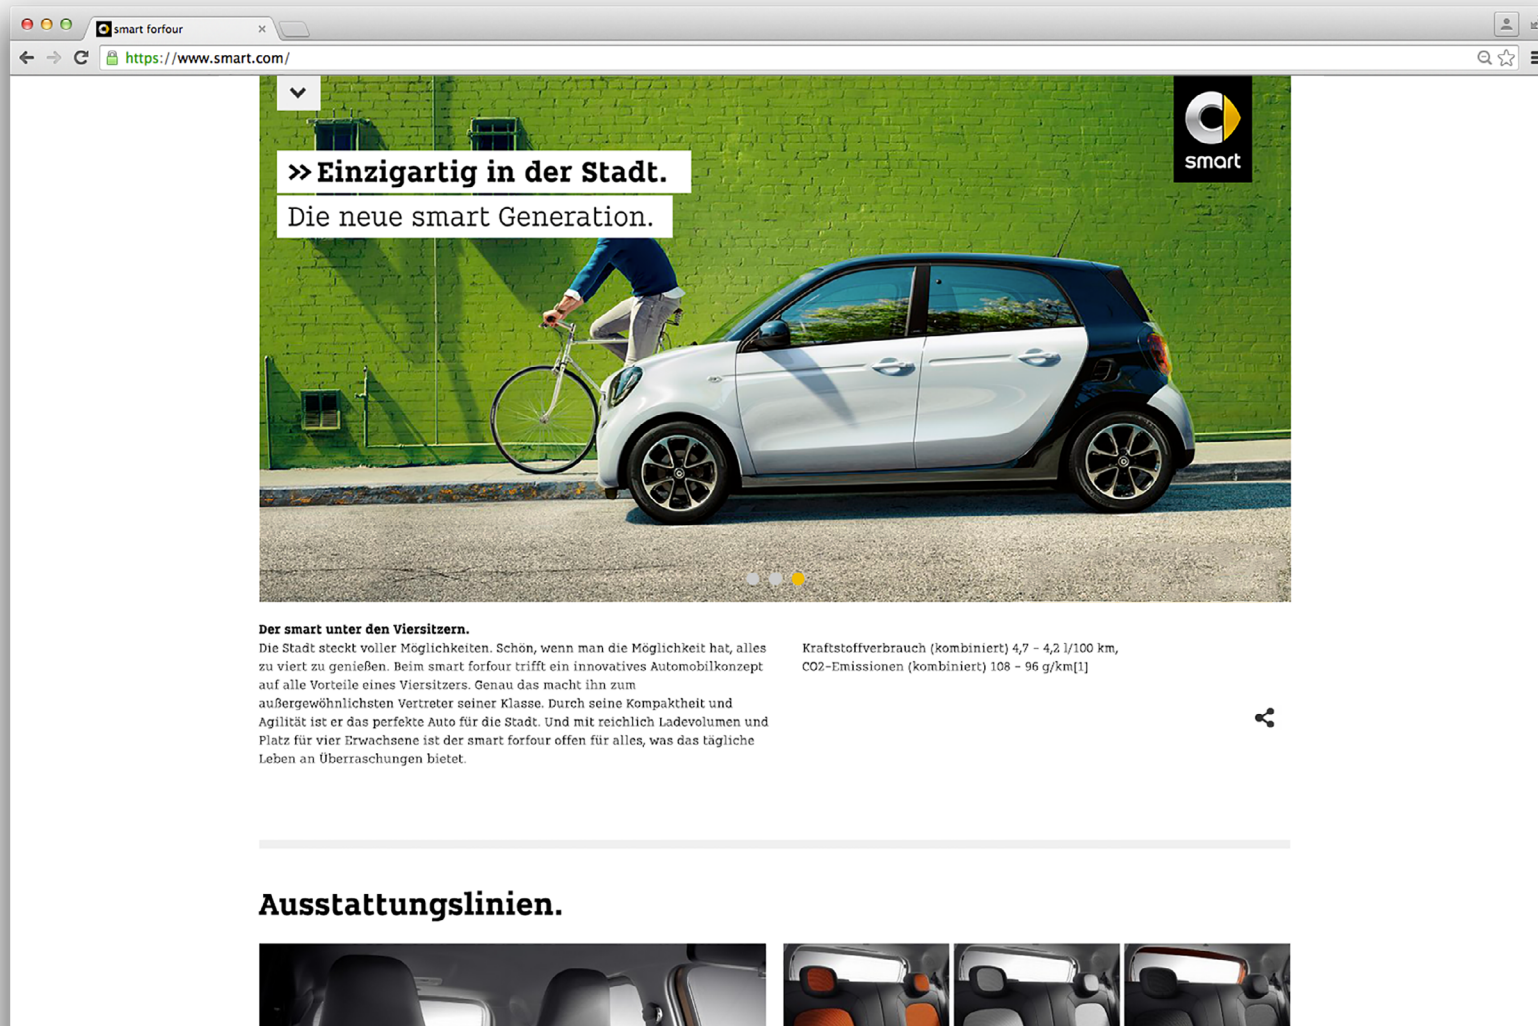 smart forfour
https://www.smart.com/
>> Einzigartig in der Stadt.
Die neue smart Generation.
smart
Der smart unter den Viersitzern.
Die Stadt steckt voller Möglichkeiten. Schön, wenn man die Möglichkeit hat, alles
zu viert zu genießen. Beim smart forfour trifft ein innovatives Automobilkonzept
auf alle Vorteile eines Viersitzers. Genau das macht ihn zum
außergewöhnlichsten Vertreter seiner Klasse. Durch seine Kompaktheit und
Agilität ist er das perfekte Auto für die Stadt. Und mit reichlich Ladevolumen und
Platz für vier Erwachsene ist der smart forfour offen für alles, was das tägliche
Leben an Überraschungen bietet.
Kraftstoffverbrauch (kombiniert) 4,7 – 4,2 l/100 km,
CO2-Emissionen (kombiniert) 108 – 96 g/km[1]
Ausstattungslinien.